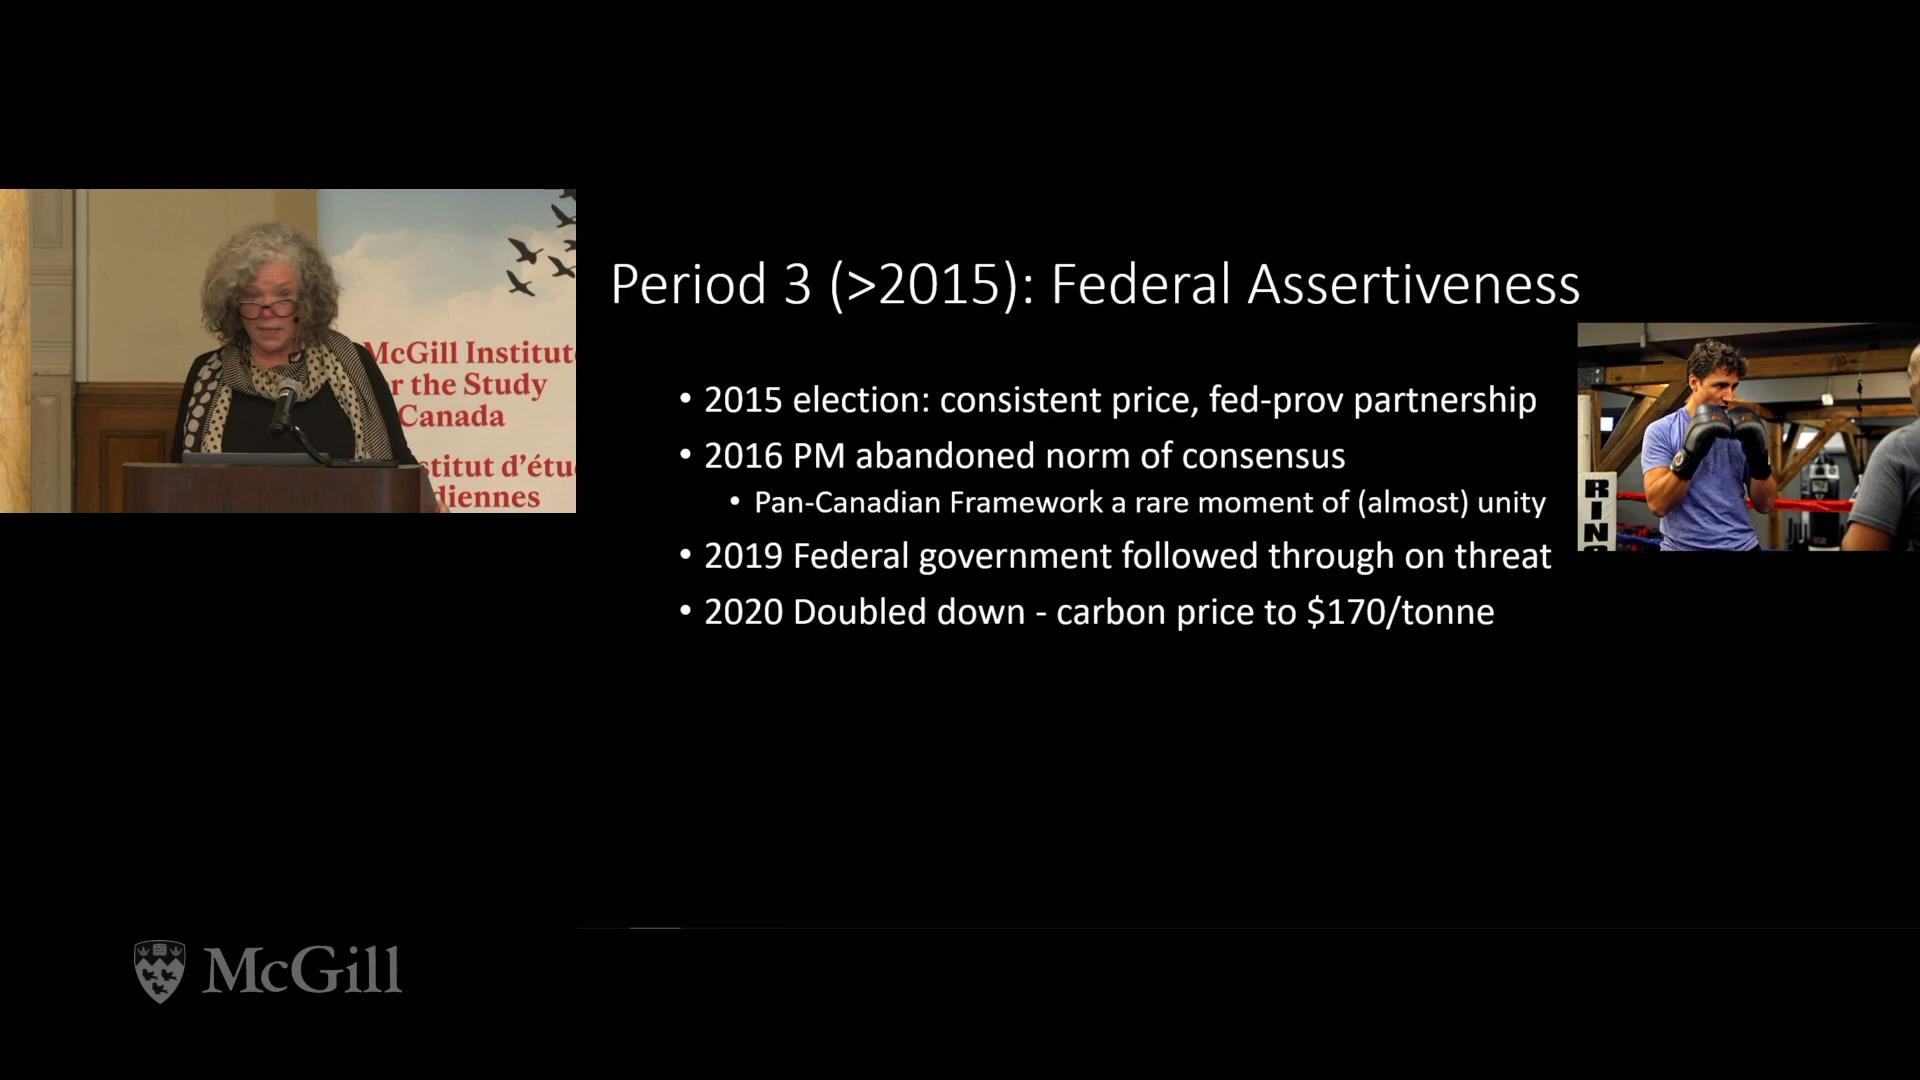 McGill Institut
r the Study
Canada
stitut d'étu
diennes
Period 3 (>2015): Federal Assertiveness
• 2015 election: consistent price, fed-prov partnership
• 2016 PM abandoned norm of consensus
• Pan-Canadian Framework a rare moment of (almost) unity
• 2019 Federal government followed through on threat
• 2020 Doubled down - carbon price to $170/tonne
RIN
McGill